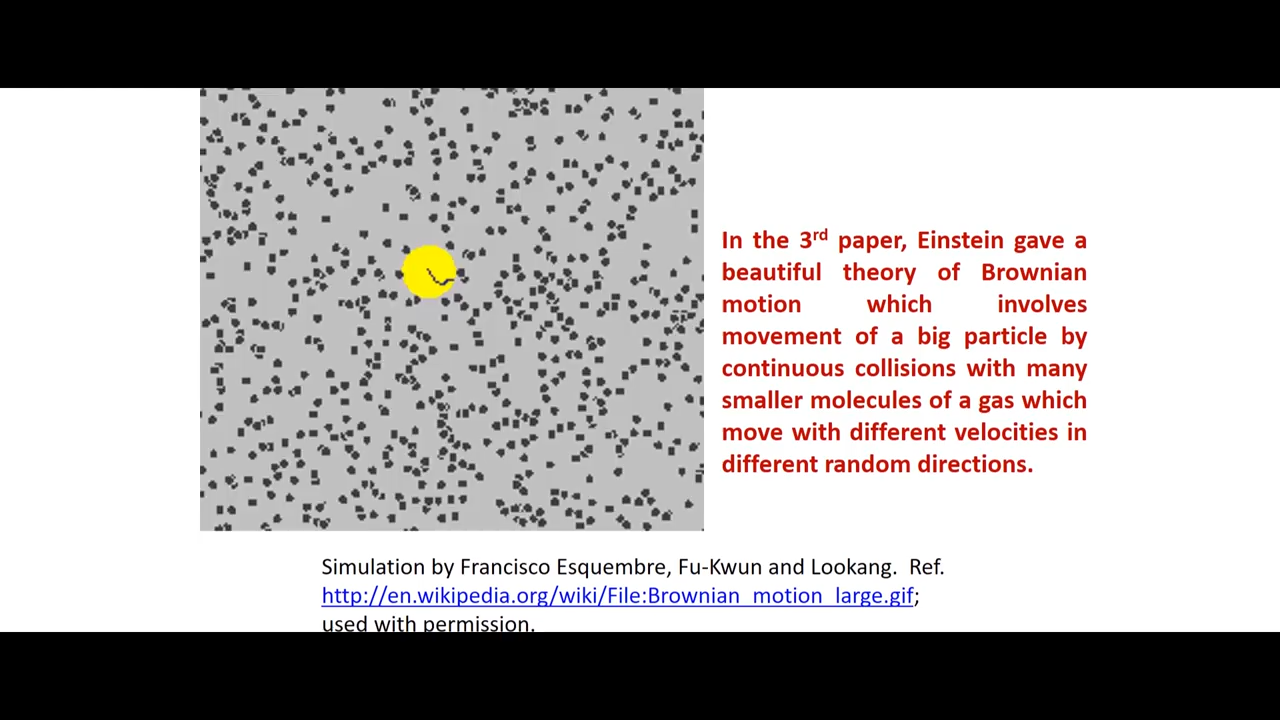 In the 3rd paper, Einstein gave a
beautiful theory of Brownian
motion which involves
movement of a big particle by
continuous collisions with many
smaller molecules of a gas which
move with different velocities in
different random directions.
Simulation by Francisco Esquembre, Fu-Kwun and Lookang. Ref.
http://en.wikipedia.org/wiki/File:Brownian_motion_large.gif;
used with permission.